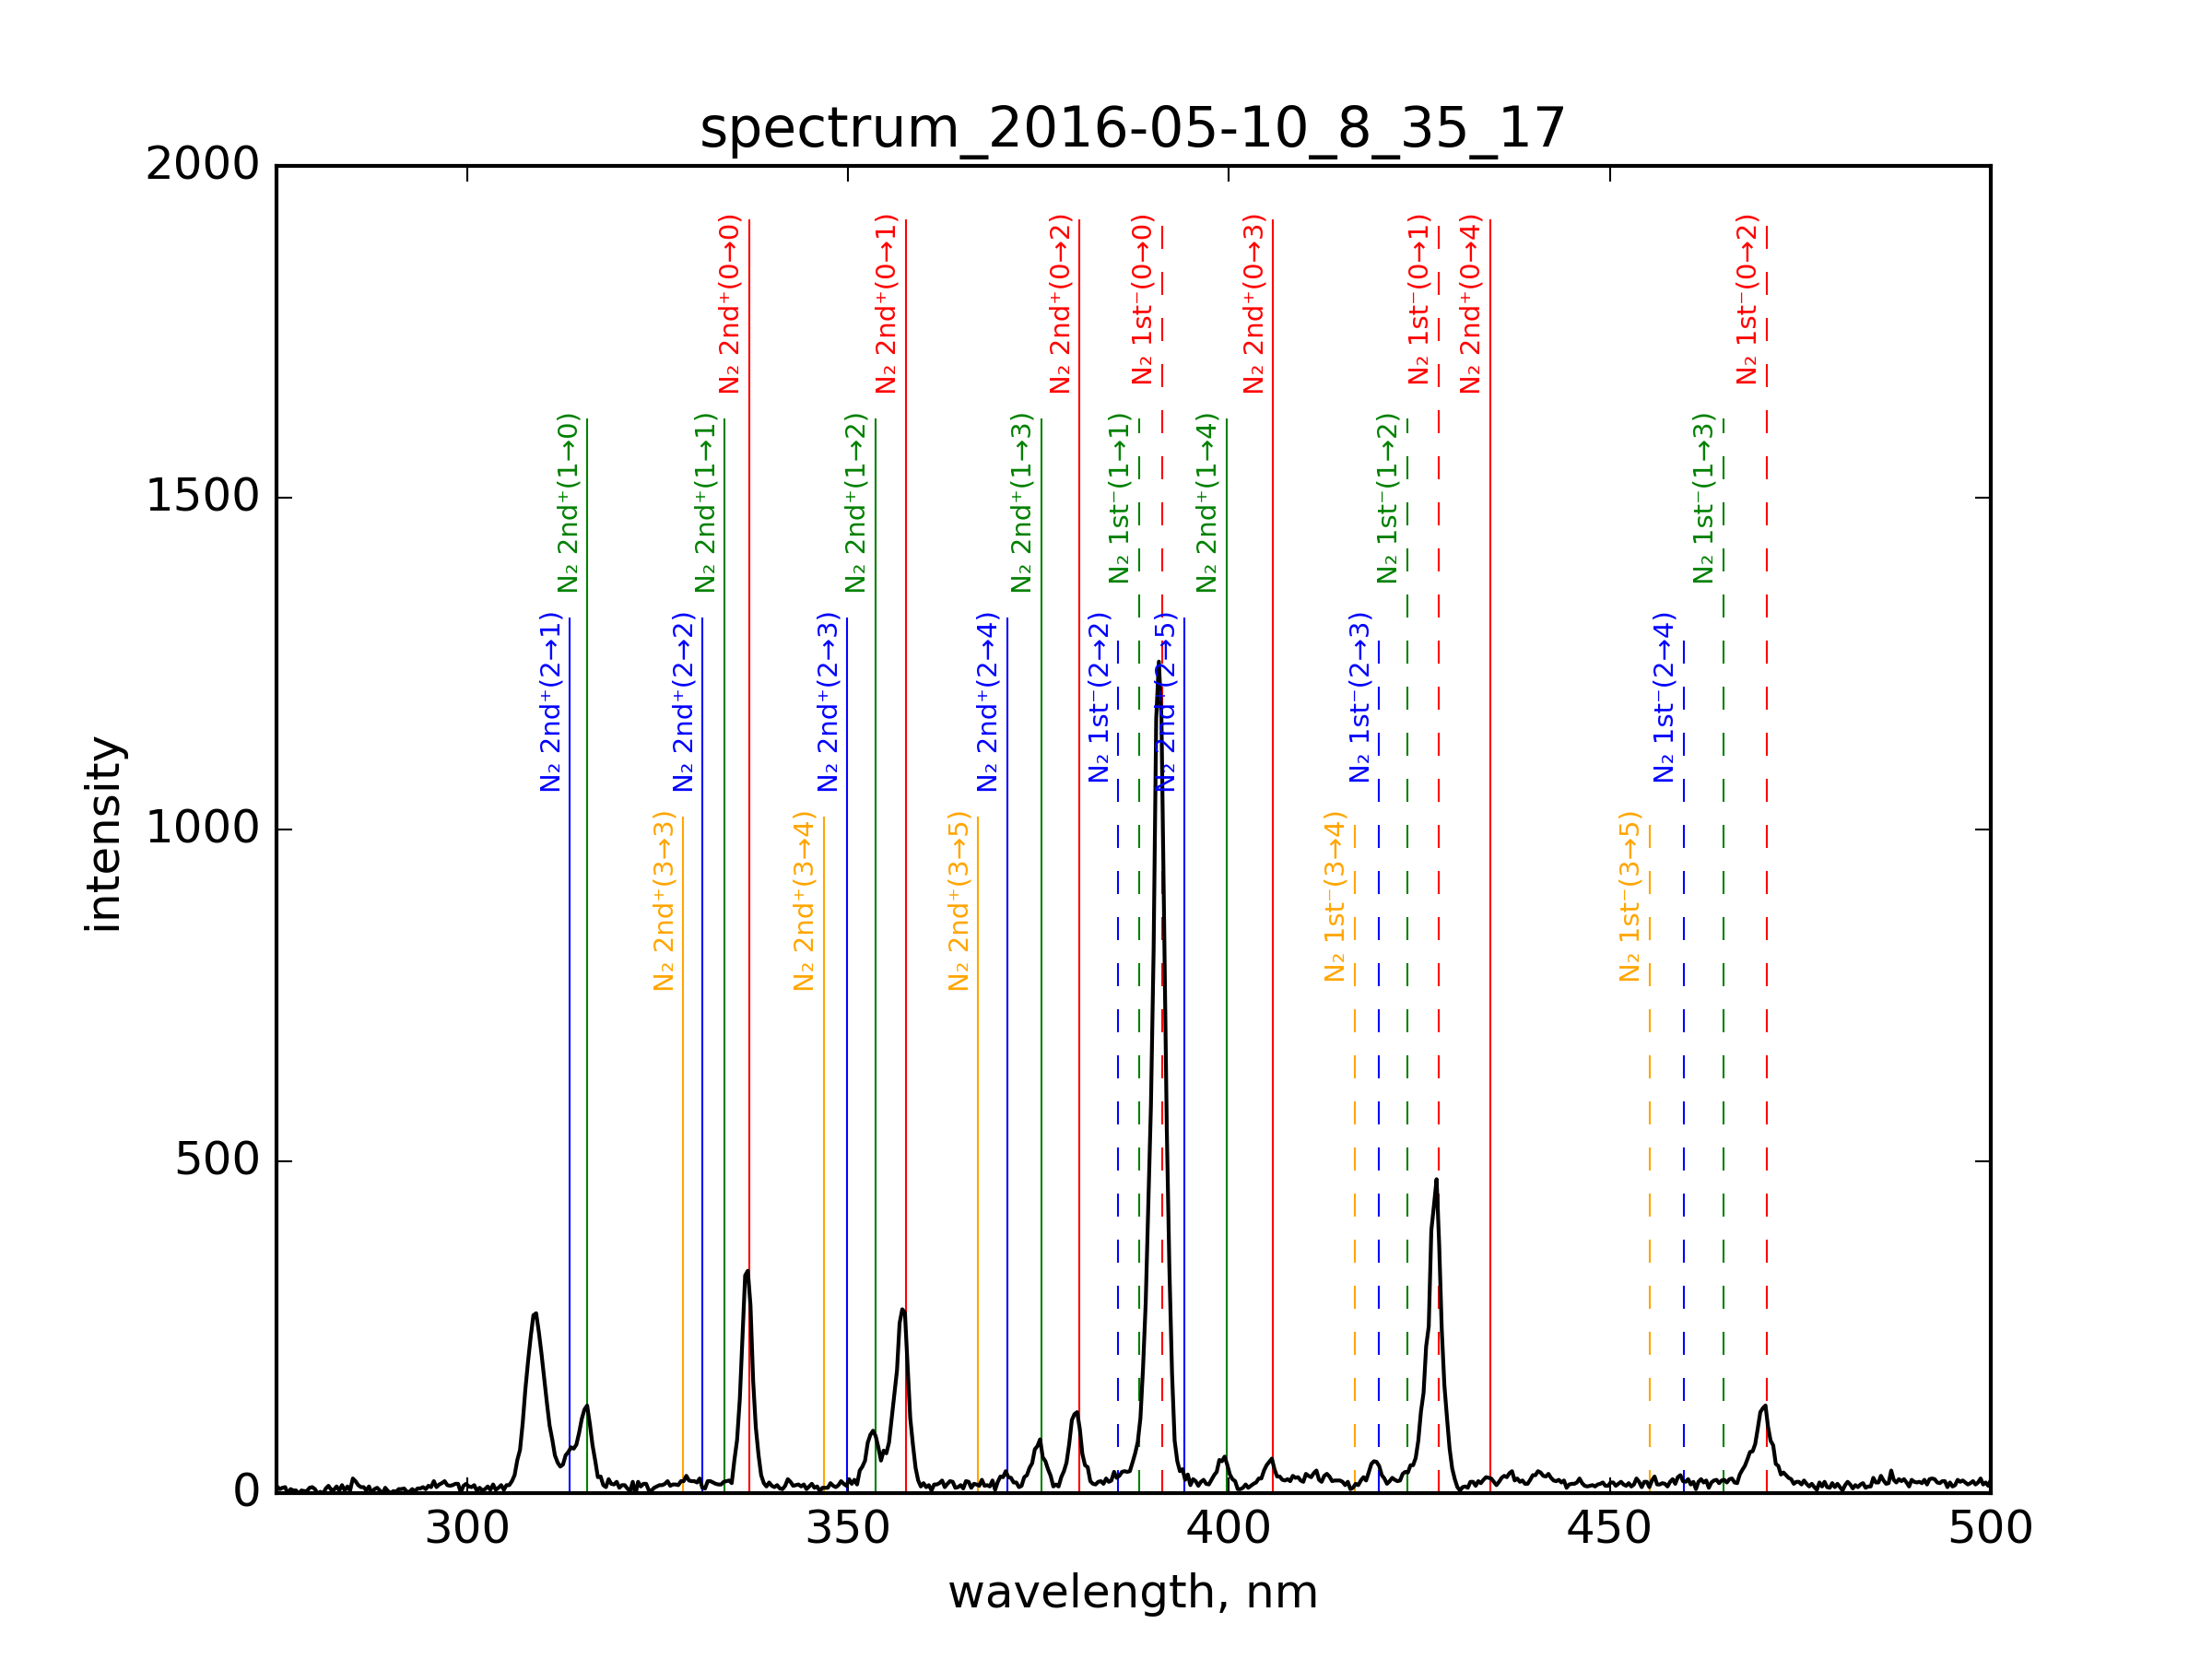 spectrum_2016-05-10_8_35_17
2000
1500
1000
500
0
intensity
N₂ 2nd⁺(0→0)
N₂ 2nd⁺(0→1)
N₂ 2nd⁺(0→2)
N₂ 1st⁻(0→0)
N₂ 2nd⁺(0→3)
N₂ 1st⁻(0→1)
N₂ 2nd⁺(0→4)
N₂ 1st⁻(0→2)
N₂ 2nd⁺(1→0)
N₂ 2nd⁺(1→1)
N₂ 2nd⁺(1→2)
N₂ 2nd⁺(1→3)
N₂ 1st⁻(1→1)
N₂ 2nd⁺(1→4)
N₂ 1st⁻(1→2)
N₂ 1st⁻(1→3)
N₂ 2nd⁺(2→1)
N₂ 2nd⁺(2→2)
N₂ 2nd⁺(2→3)
N₂ 2nd⁺(2→4)
N₂ 1st⁻(2→2)
N₂ 2nd⁺(2→5)
N₂ 1st⁻(2→3)
N₂ 1st⁻(2→4)
N₂ 2nd⁺(3→3)
N₂ 2nd⁺(3→4)
N₂ 2nd⁺(3→5)
N₂ 1st⁻(3→4)
N₂ 1st⁻(3→5)
300 350 400 450 500
wavelength, nm